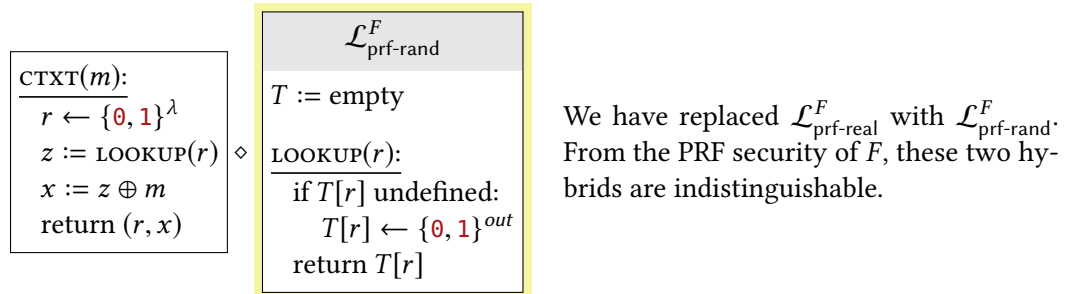 CTXT(m):
r ← {0, 1}^λ
z := LOOKUP(r)
x := z ⊕ m
return (r, x)
⋄
𝓛^F_prf-rand
T := empty
LOOKUP(r):
if T[r] undefined:
T[r] ← {0, 1}^out
return T[r]
We have replaced 𝓛^F_prf-real with 𝓛^F_prf-rand.
From the PRF security of F, these two hy-
brids are indistinguishable.